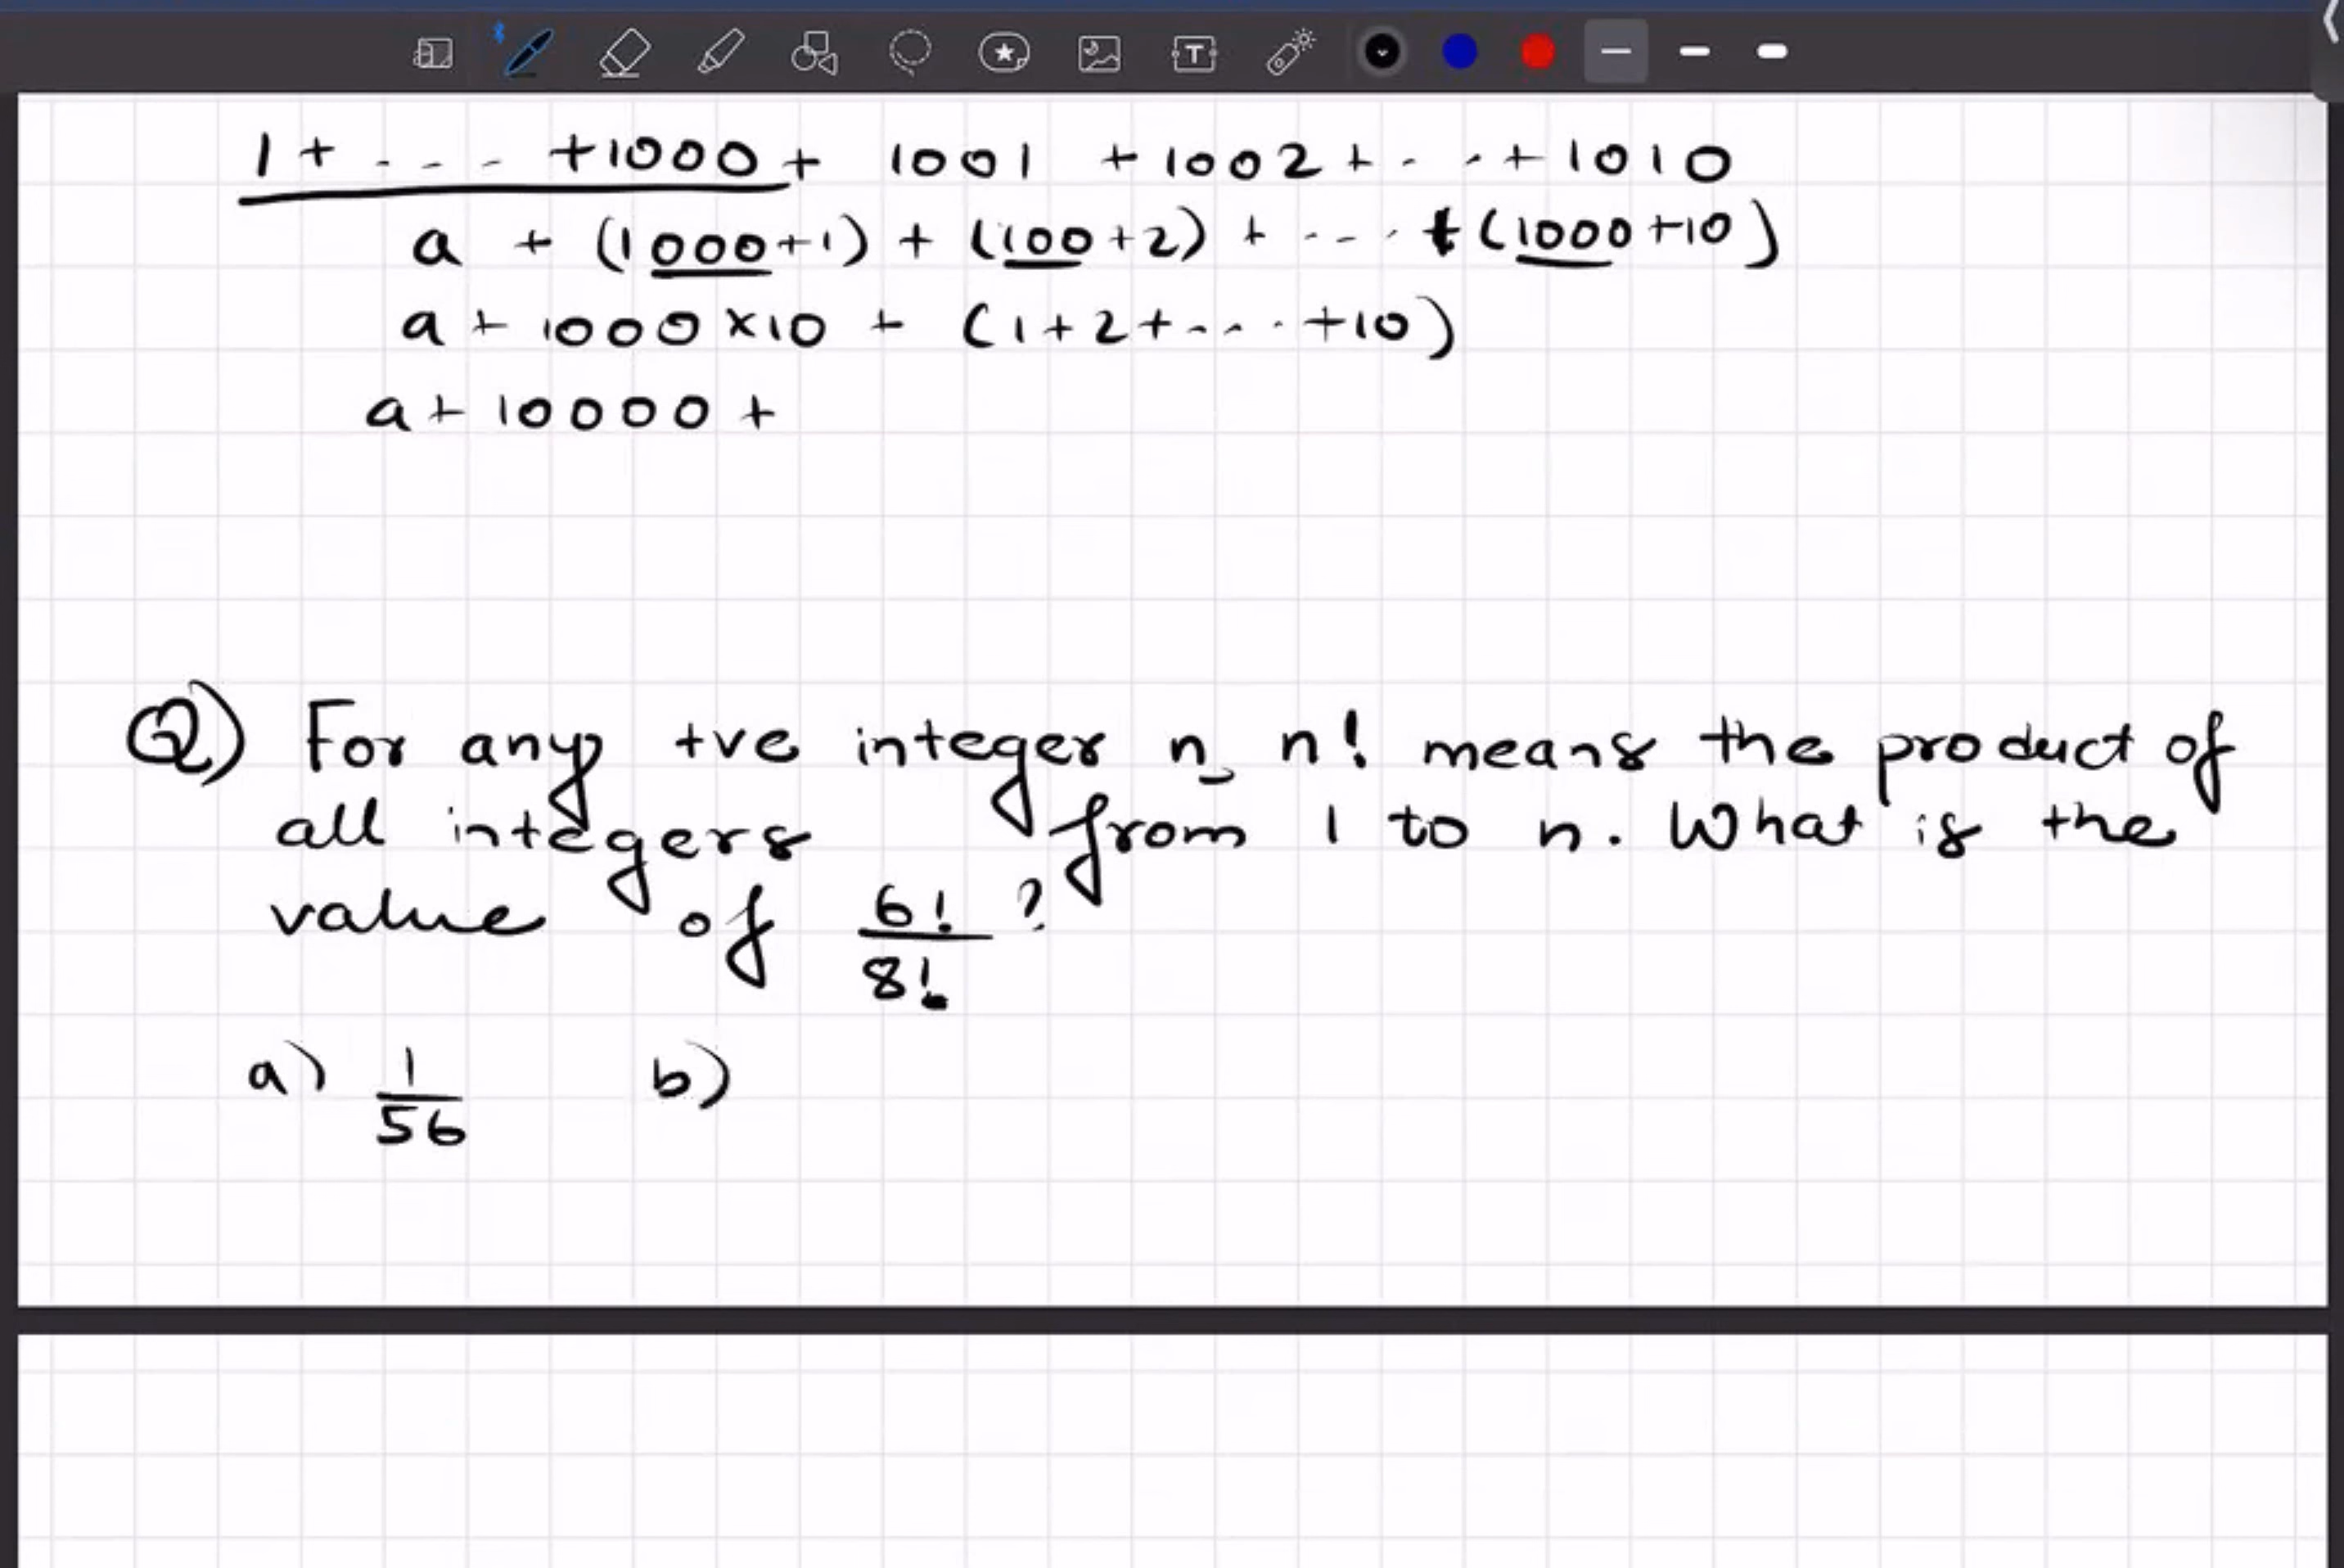 1 + . . . +1000 + 1001 + 1002 + . . + 1010
a + (1000+1) + (100+2) + . . . . + (1000+10)
a + 1000 × 10 + (1+2+ . . . . +10)
a + 10000 +
Q) For any +ve integer n, n! means the product of
all integers from 1 to n. What is the
value of 6!/8! ?
a) 1/56 b)